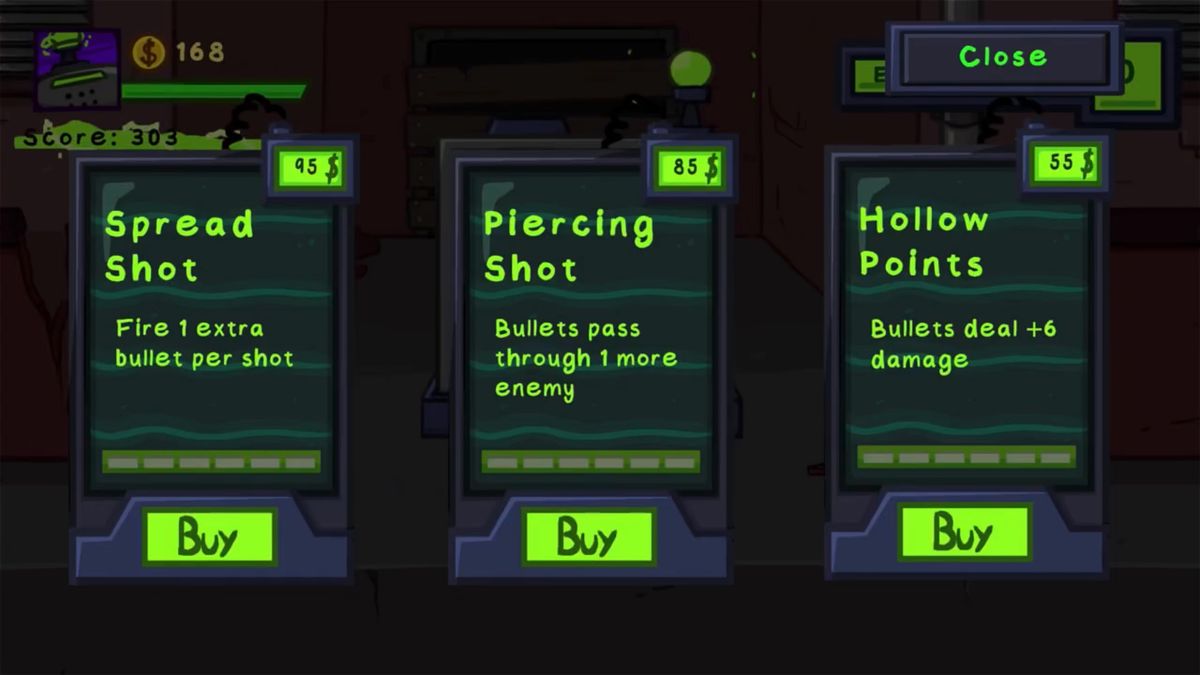 168
Close
Score: 303
95 $
85 $
55 $
Spread
Shot
Fire 1 extra
bullet per shot
Buy
Piercing
Shot
Bullets pass
through 1 more
enemy
Buy
Hollow
Points
Bullets deal +6
damage
Buy